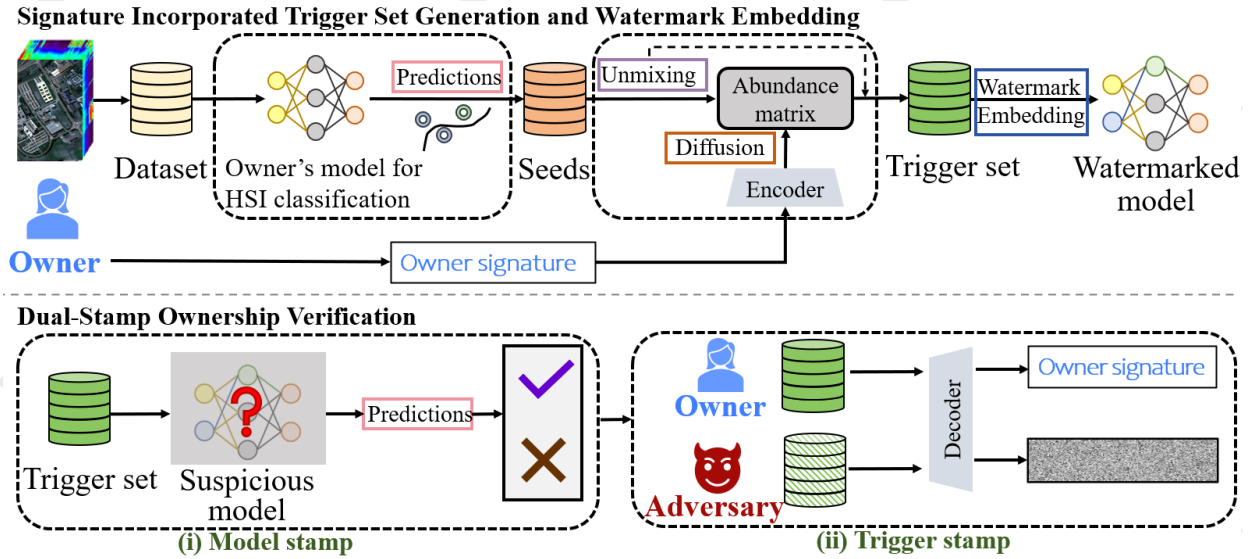 Signature Incorporated Trigger Set Generation and Watermark Embedding
Predictions
Unmixing
Abundance
matrix
Watermark
Embedding
Diffusion
Dataset
Owner's model for
HSI classification
Seeds
Encoder
Trigger set
Watermarked
model
Owner
Owner signature
Dual-Stamp Ownership Verification
Predictions
Trigger set
Suspicious
model
(i) Model stamp
Owner
Decoder
Owner signature
Adversary
(ii) Trigger stamp